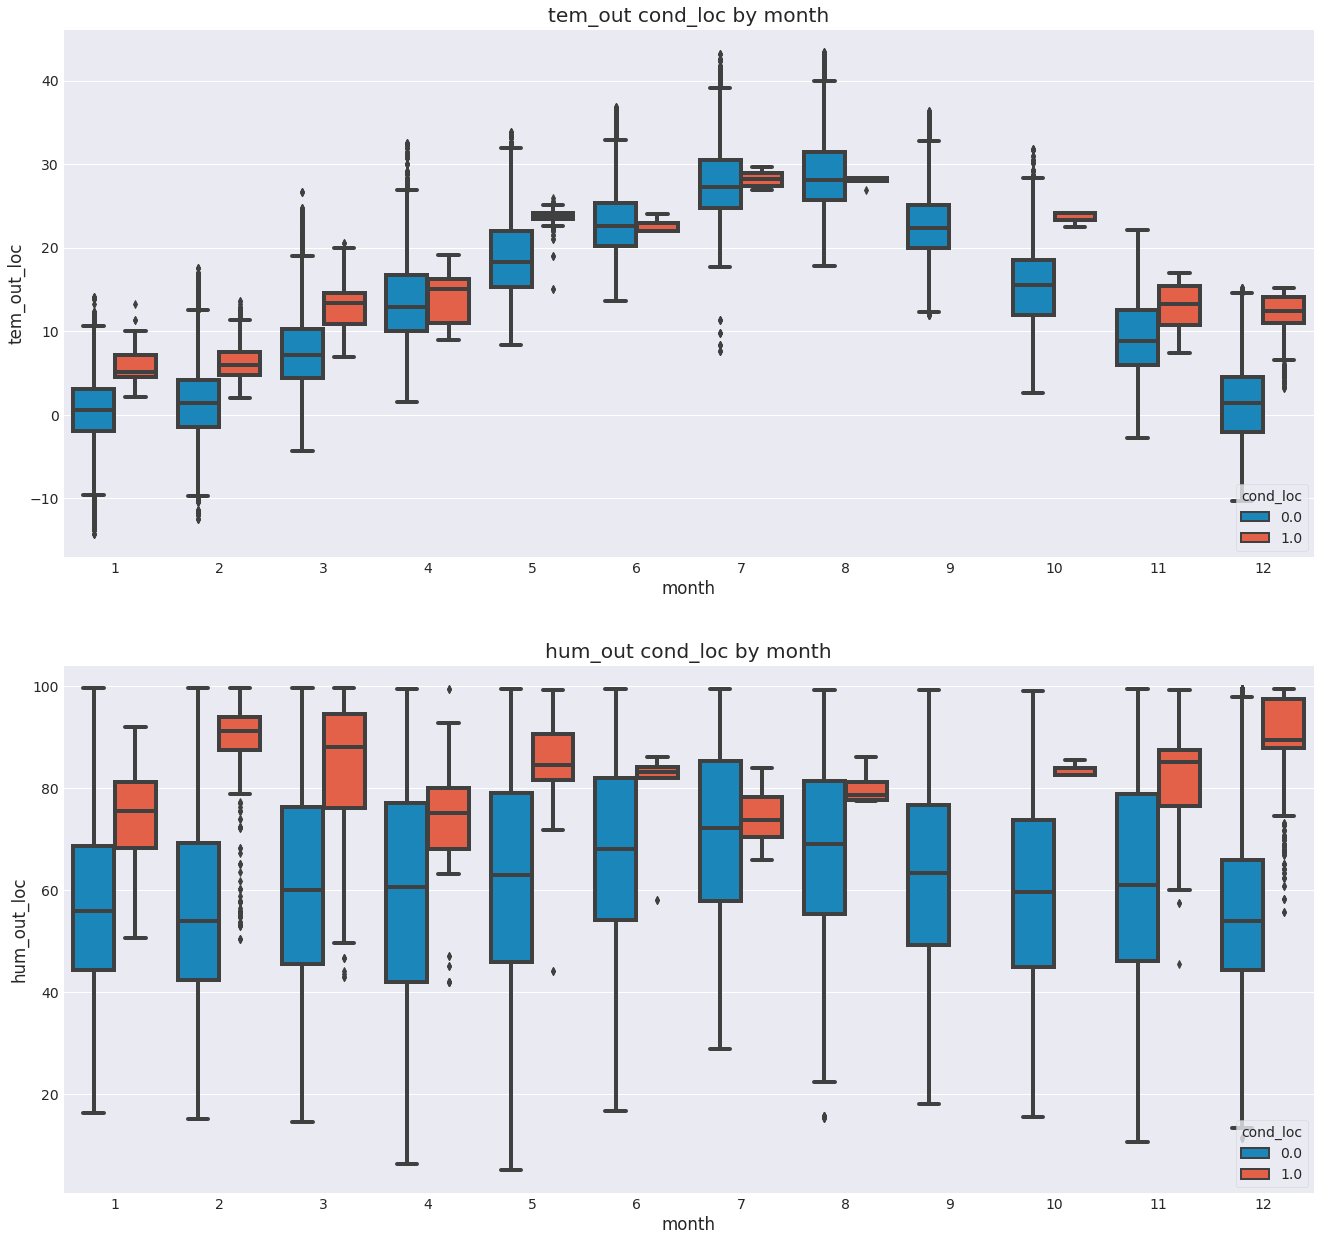 tem_out cond_loc by month
tem_out_loc
40
30
20
10
0
−10
cond_loc
0.0
1.0
1 2 3 4 5 6 7 8 9 10 11 12
month
hum_out cond_loc by month
hum_out_loc
100
80
60
40
20
cond_loc
0.0
1.0
1 2 3 4 5 6 7 8 9 10 11 12
month